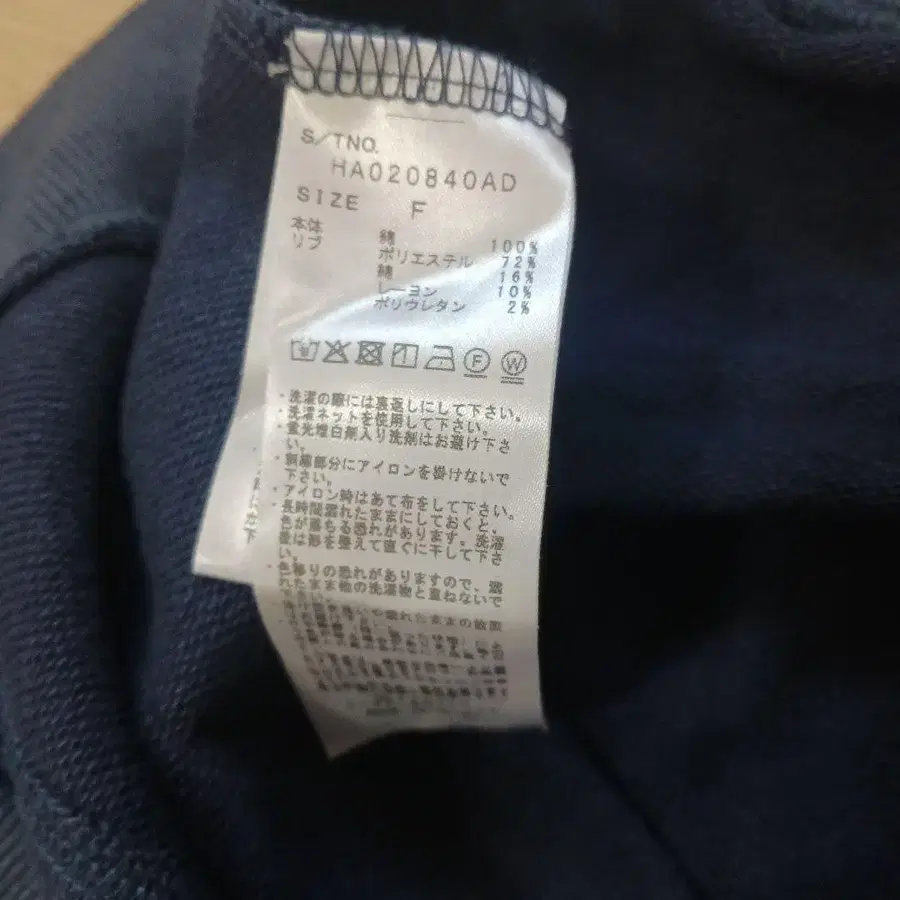 S/TNO.
HA020840AD
SIZE F
本体 綿 100%
リブ ポリエステル 72%
綿 16%
レーヨン 10%
ポリウレタン 2%
F W
・洗濯の際には裏返しにして下さい。
・洗濯ネットを使用して下さい。
・蛍光増白剤入り洗剤はお避け下さ
い。
部分にアイロンを掛けないで
下さい。
・アイロン時はあて布をして下さい。
・長時間濡れたままにしておくと、
色が落ちる恐れがあります。洗濯
後は形を整えて直ぐに干して下さ
い。
・色移りの恐れがありますので、濡
れたまま他の洗濯物と重ねないで
下さい。